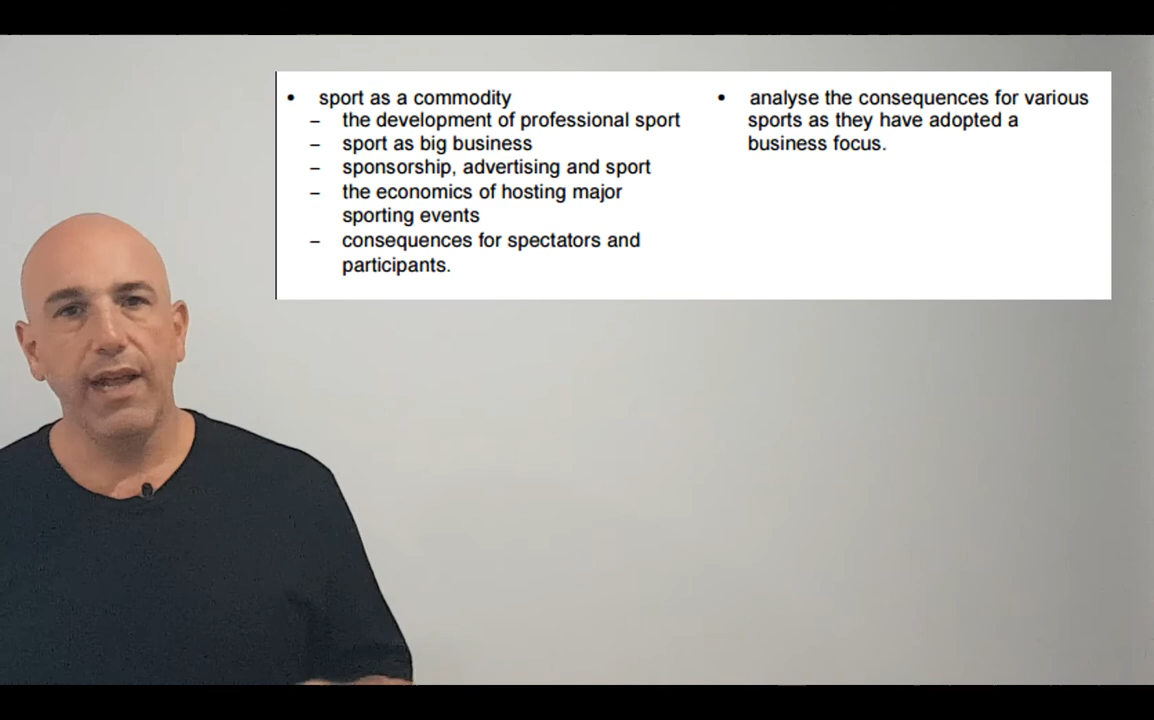 • sport as a commodity
– the development of professional sport
– sport as big business
– sponsorship, advertising and sport
– the economics of hosting major
sporting events
– consequences for spectators and
participants.
• analyse the consequences for various
sports as they have adopted a
business focus.